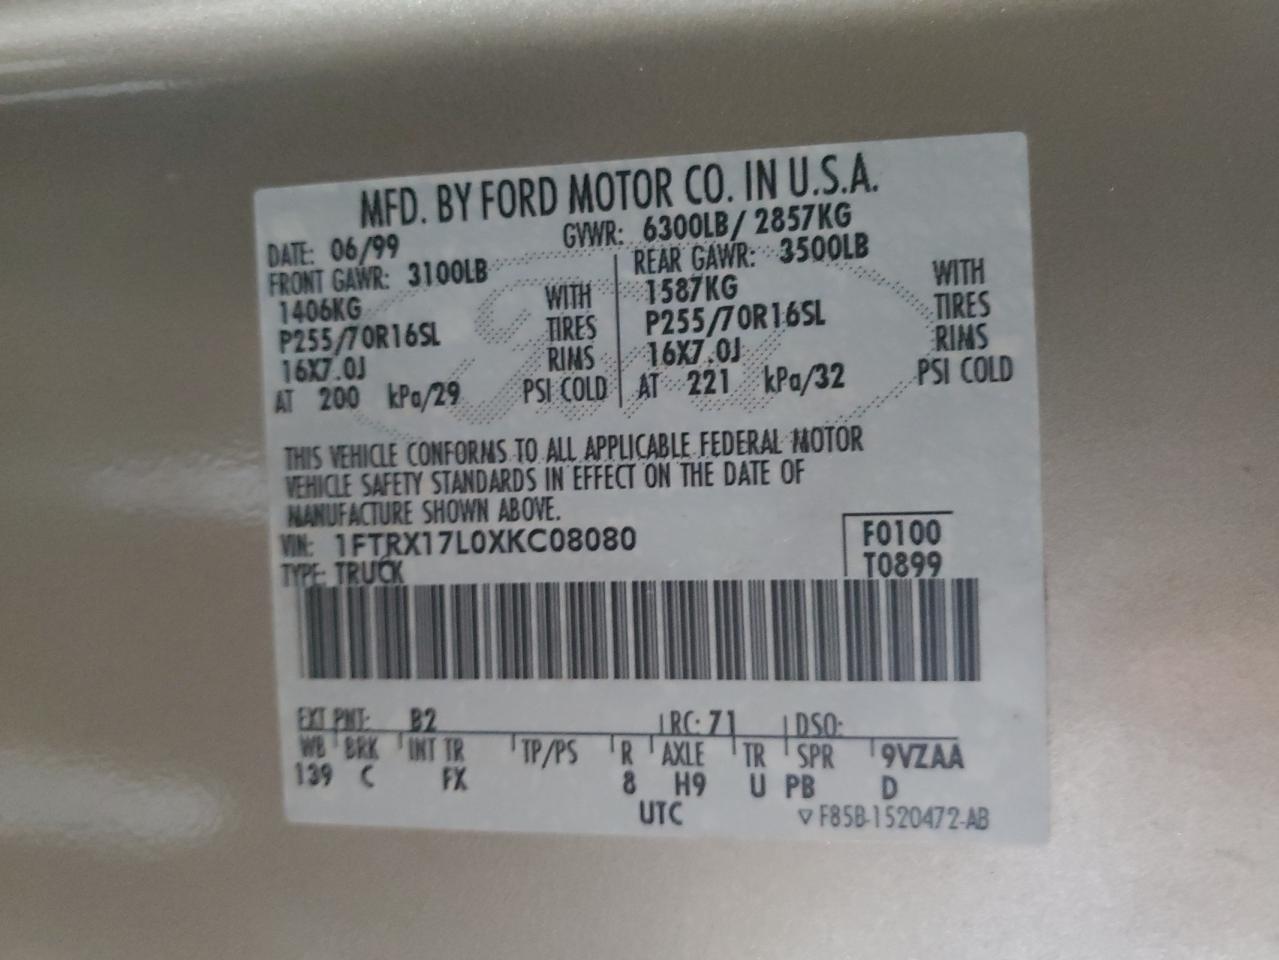 MFD. BY FORD MOTOR CO. IN U.S.A.
DATE: 06/99 GVWR: 6300LB/ 2857KG
FRONT GAWR: 3100LB REAR GAWR: 3500LB
1406KG WITH 1587KG WITH
P255/70R16SL TIRES P255/70R16SL TIRES
16X7.0J RIMS 16X7.0J RIMS
AT 200 kPa/29 PSI COLD AT 221 kPa/32 PSI COLD
THIS VEHICLE CONFORMS TO ALL APPLICABLE FEDERAL MOTOR
VEHICLE SAFETY STANDARDS IN EFFECT ON THE DATE OF
MANUFACTURE SHOWN ABOVE.
VIN: 1FTRX17L0XKC08080 F0100
TYPE: TRUCK T0899
EXT PNT: B2 RC: 71 DSO:
WB BRK INT TR TP/PS R AXLE TR SPR 9VZAA
139 C FX 8 H9 U PB D
UTC ▽ F85B-1520472-AB